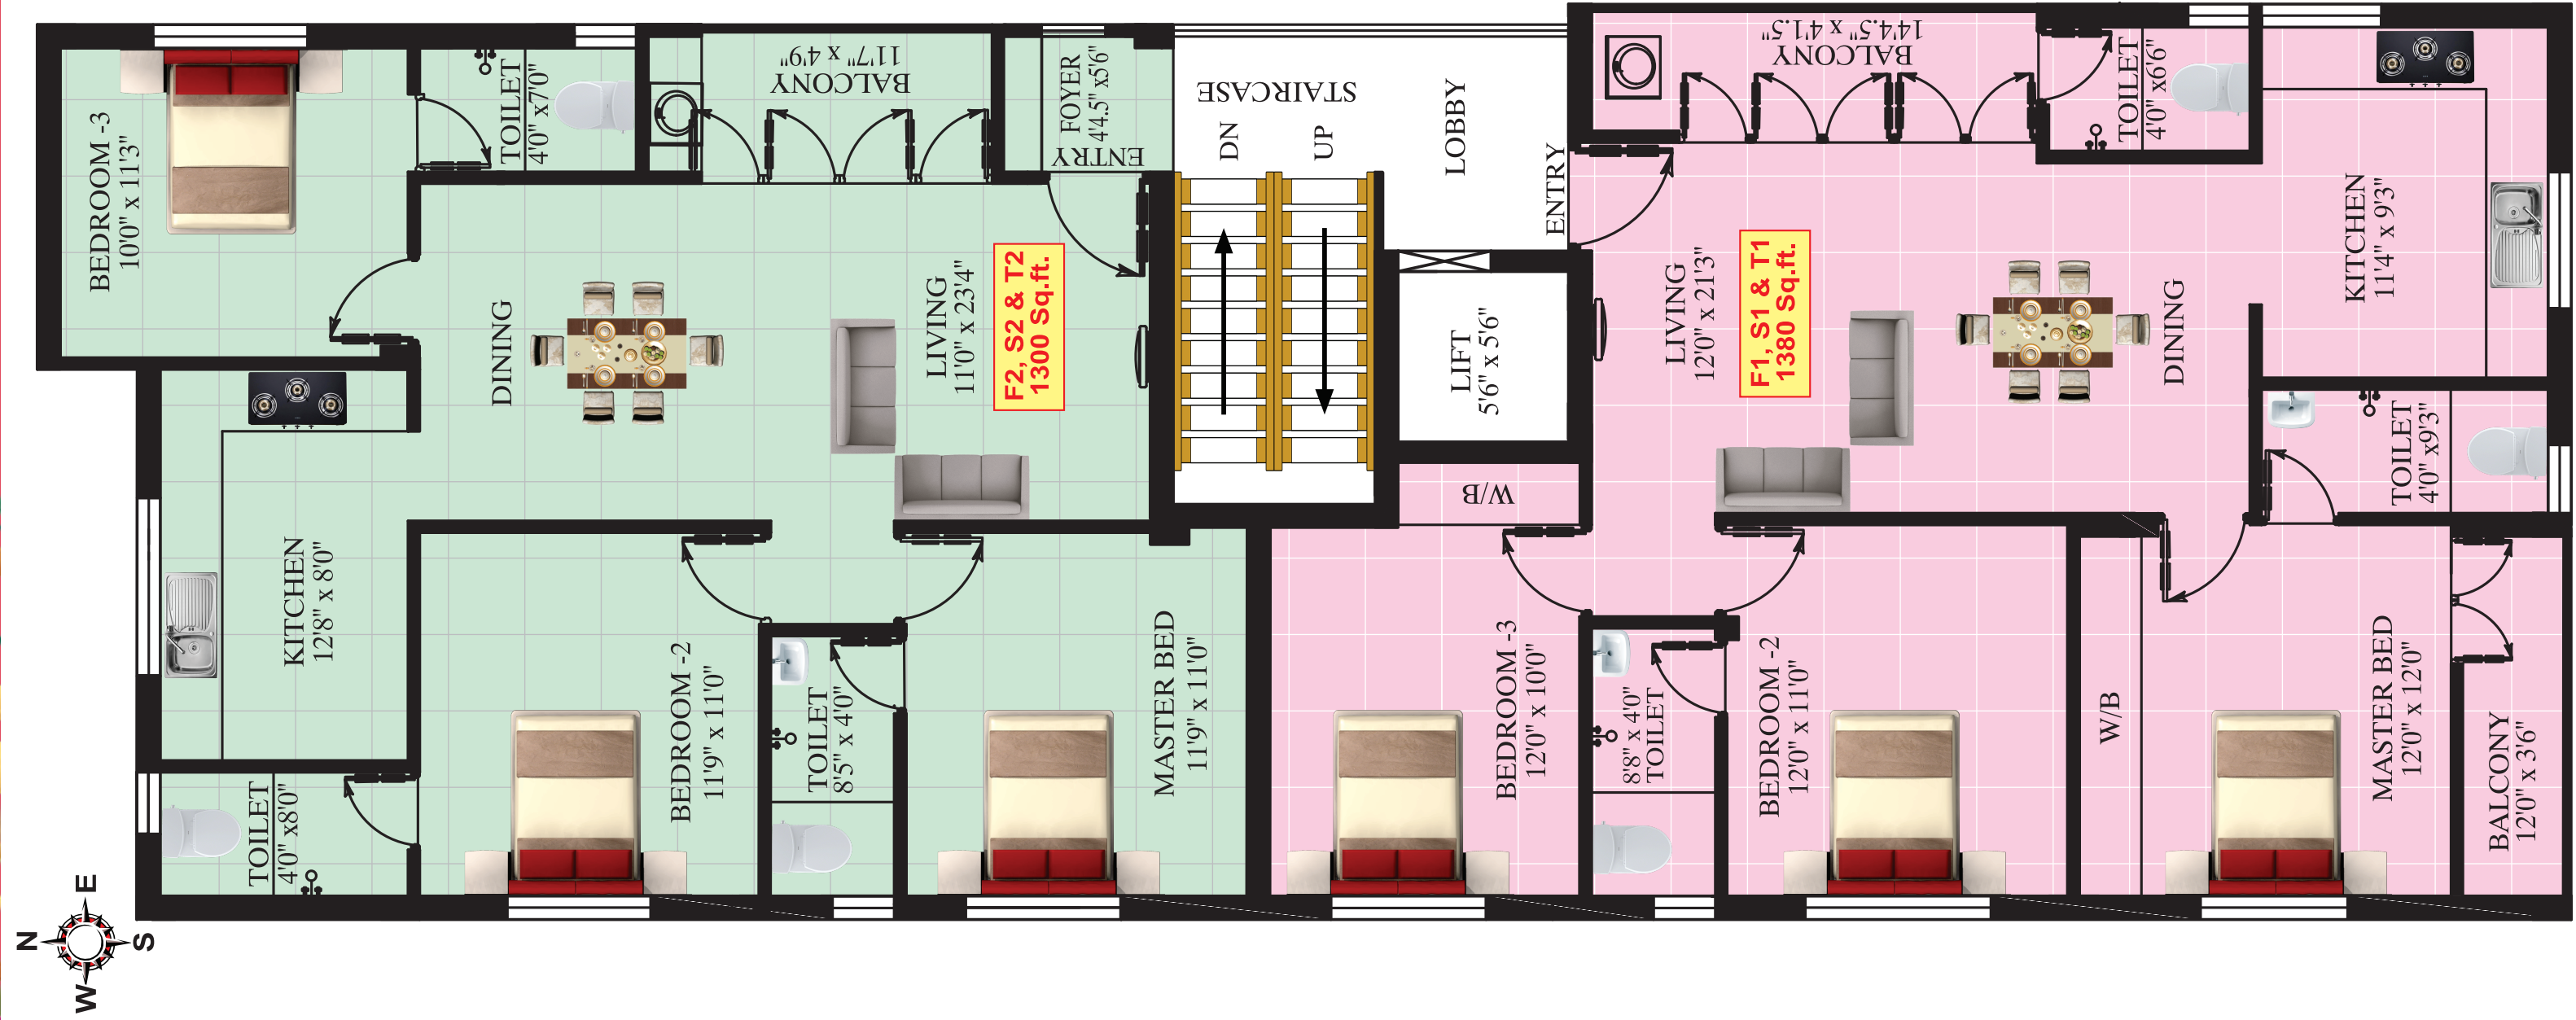 BEDROOM -3
10'0" x 11'3"
TOILET
4'0" x7'0"
BALCONY
11'7" x 4'9"
FOYER
4'4.5" x5'6"
ENTRY
STAIRCASE
DN
UP
LOBBY
ENTRY
BALCONY
14'4.5" x 4'1.5"
TOILET
4'0" x6'6"
KITCHEN
11'4" x 9'3"
DINING
LIVING
11'0" x 23'4"
F2, S2 & T2
1300 Sq.ft.
LIFT
5'6" x 5'6"
LIVING
12'0" x 21'3"
F1, S1 & T1
1380 Sq.ft.
DINING
TOILET
4'0" x9'3"
W/B
KITCHEN
12'8" x 8'0"
BEDROOM -2
11'9" x 11'0"
TOILET
8'5" x 4'0"
MASTER BED
11'9" x 11'0"
BEDROOM -3
12'0" x 10'0"
8'8" x 4'0"
TOILET
BEDROOM -2
12'0" x 11'0"
W/B
MASTER BED
12'0" x 12'0"
BALCONY
12'0" x 3'6"
TOILET
4'0" x8'0"
N
E
S
W